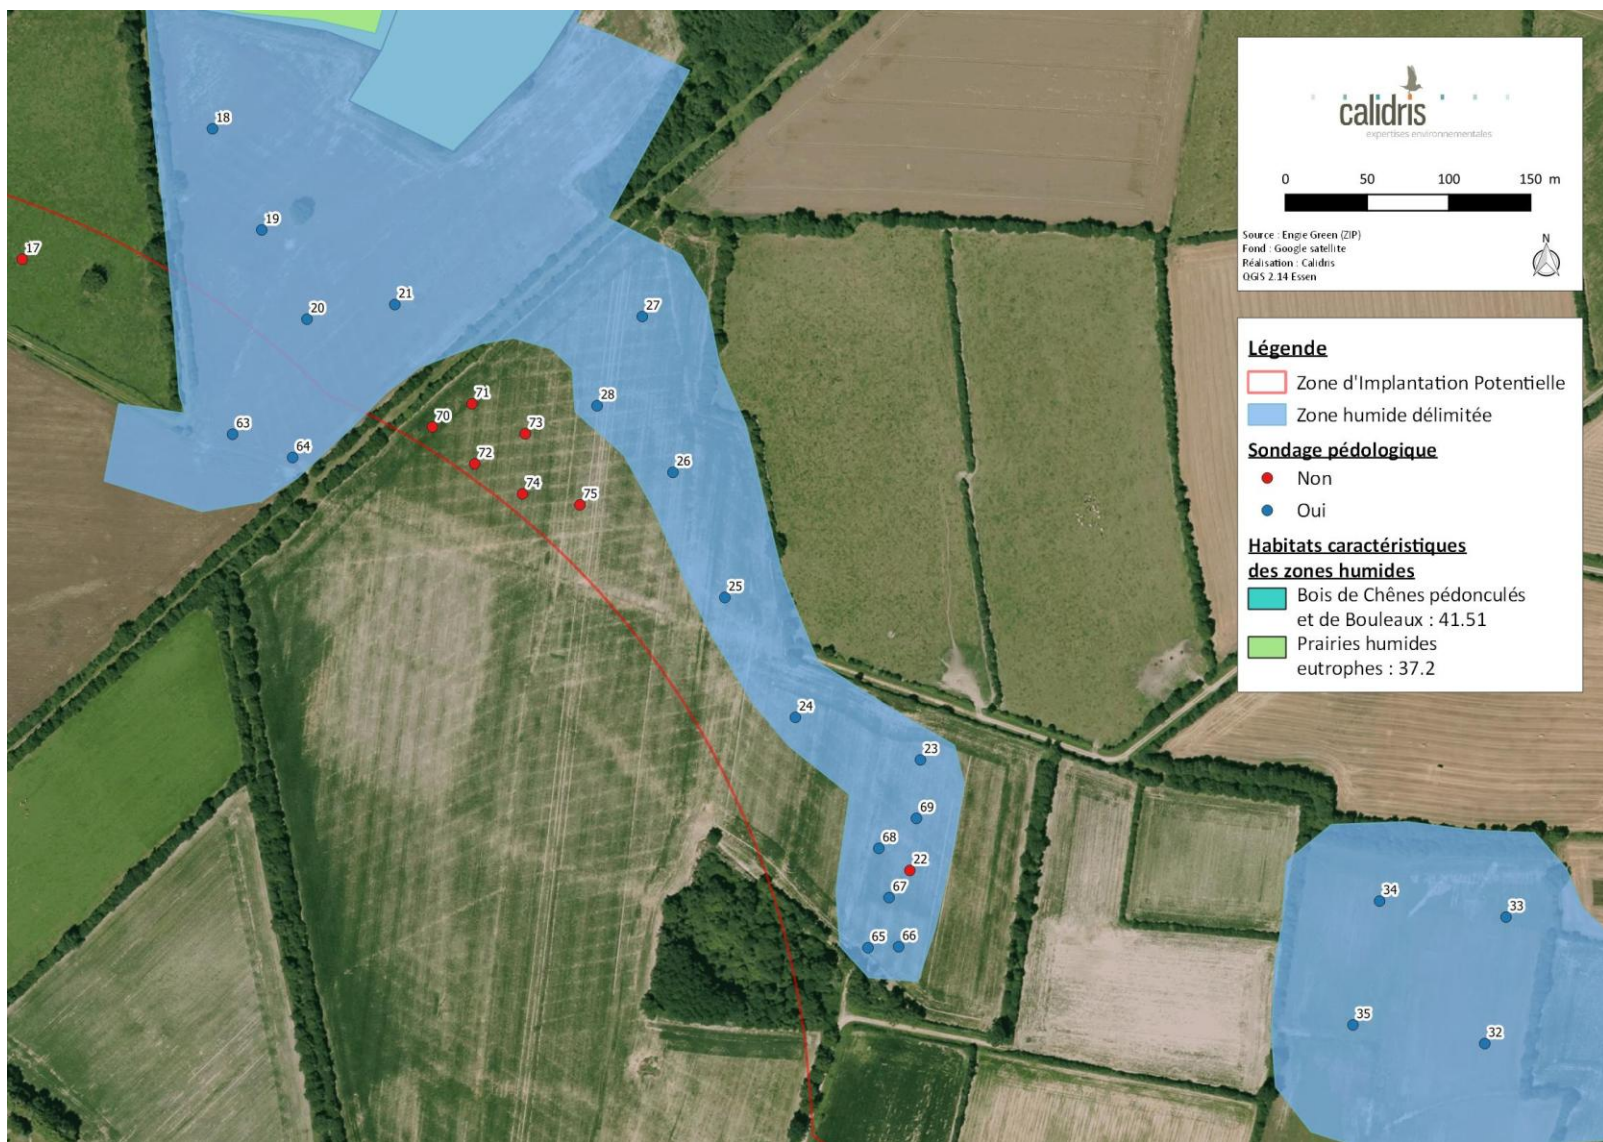 18
19
17
20
21
27
28
71
70
73
72
74
75
63
64
26
25
24
23
69
68
22
67
65
66
34
33
35
32
calidris
expertises environnementales
0 50 100 150 m
Source : Engie Green (ZIP)
Fond : Google satellite
Réalisation : Calidris
QGIS 2.14 Essen
N
Légende
Zone d'Implantation Potentielle
Zone humide délimitée
Sondage pédologique
Non
Oui
Habitats caractéristiques
des zones humides
Bois de Chênes pédonculés
et de Bouleaux : 41.51
Prairies humides
eutrophes : 37.2